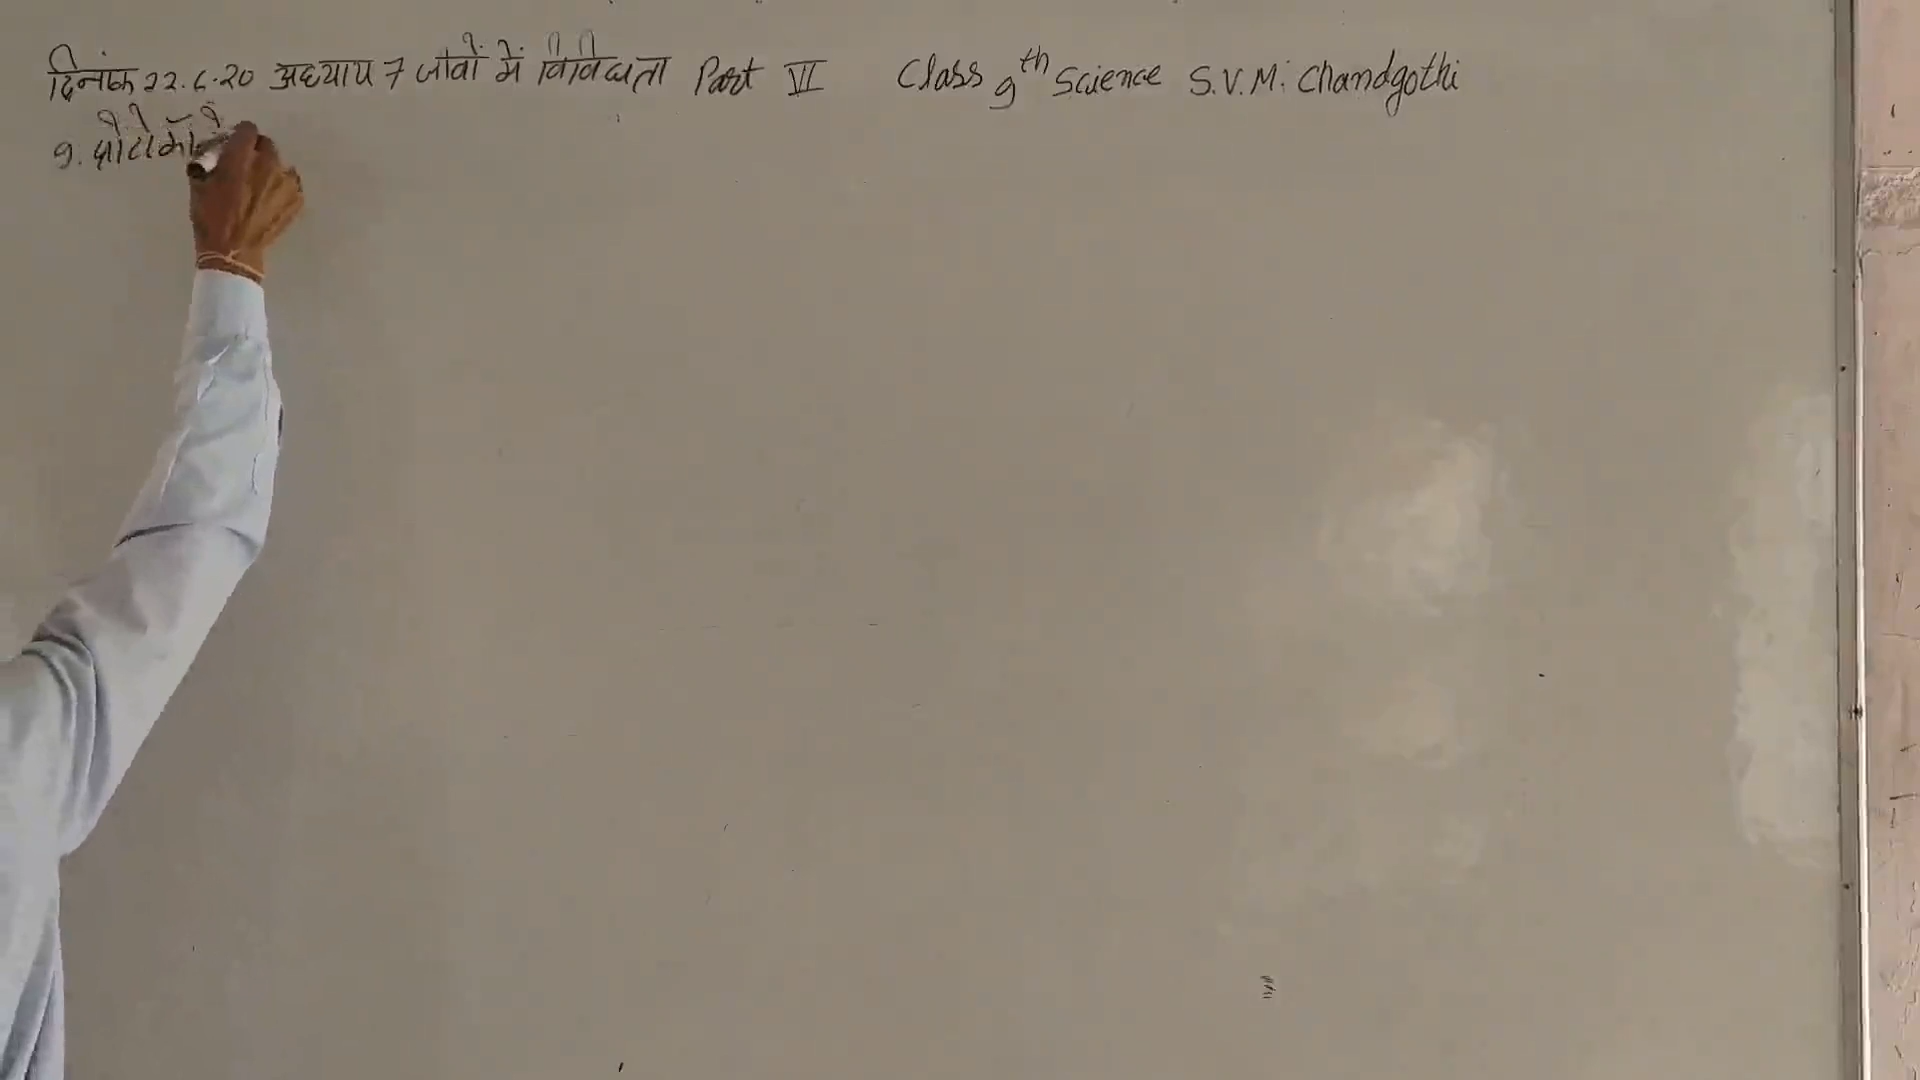 दिनांक 22.6.20 अध्याय 7 जीवों में विविधता Part VI Class 9th Science S.V.M. Chandgothi
9. प्रोटोकॉर्